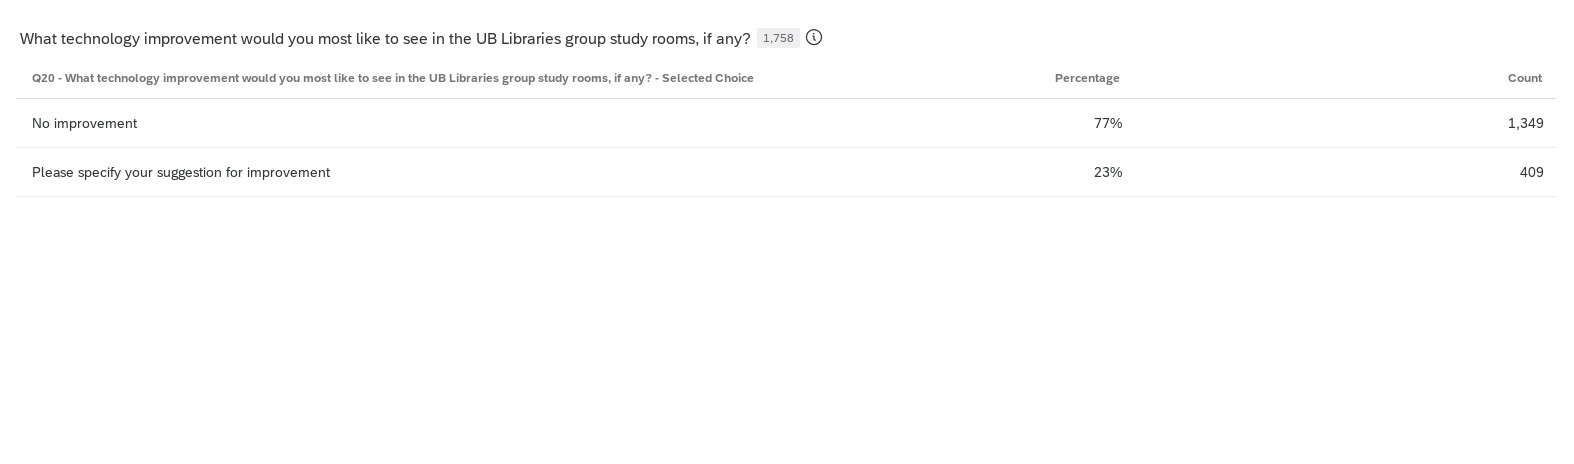 What technology improvement would you most like to see in the UB Libraries group study rooms, if any? 1,758
Q20 - What technology improvement would you most like to see in the UB Libraries group study rooms, if any? - Selected Choice Percentage Count
No improvement 77% 1,349
Please specify your suggestion for improvement 23% 409